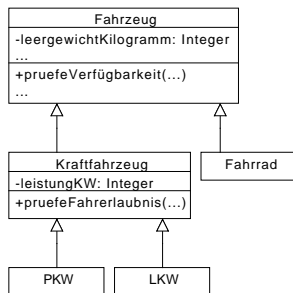 Fahrzeug
-leergewichtKilogramm: Integer
...
+pruefeVerfügbarkeit(...)
...
Kraftfahrzeug
-leistungKW: Integer
+pruefeFahrerlaubnis(...)
Fahrrad
PKW
LKW